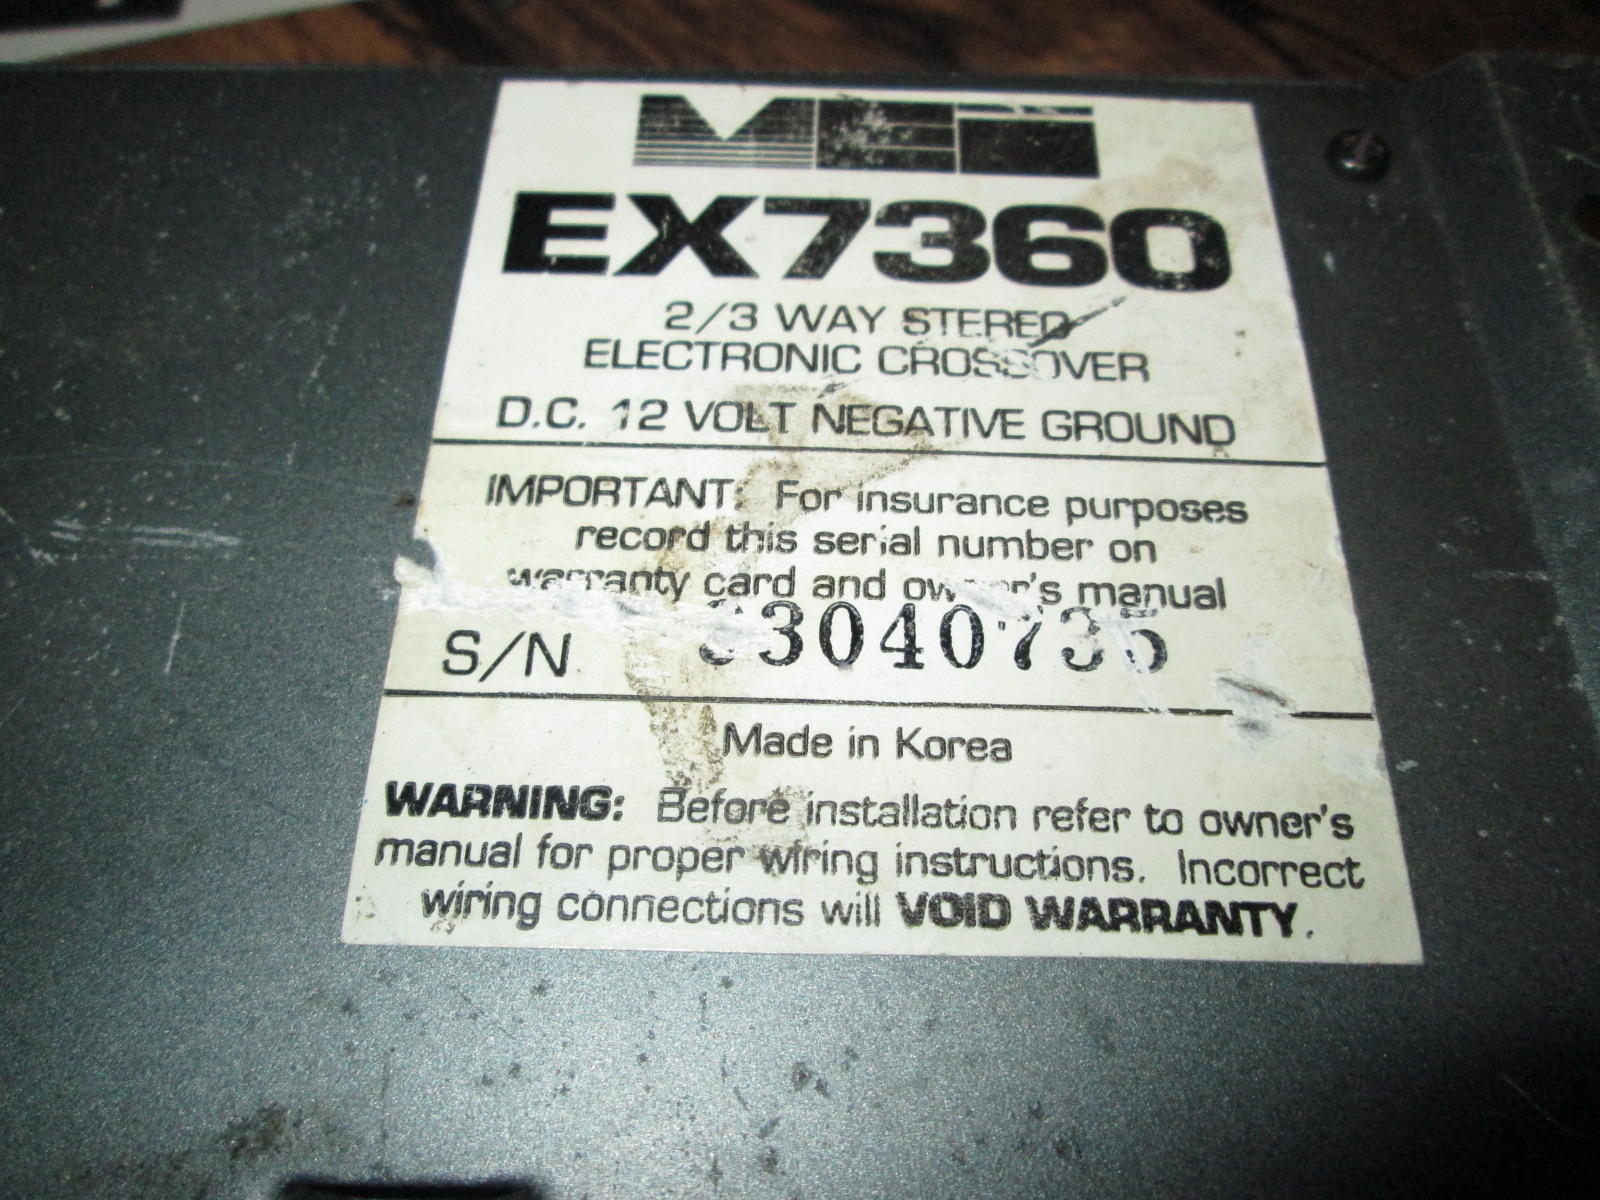 EX7360
2/3 WAY STEREO
ELECTRONIC CROSSOVER
D.C. 12 VOLT NEGATIVE GROUND
IMPORTANT: For insurance purposes
record this serial number on
warranty card and owner's manual
S/N
Made in Korea
WARNING: Before installation refer to owner's
manual for proper wiring instructions. Incorrect
wiring connections will VOID WARRANTY.